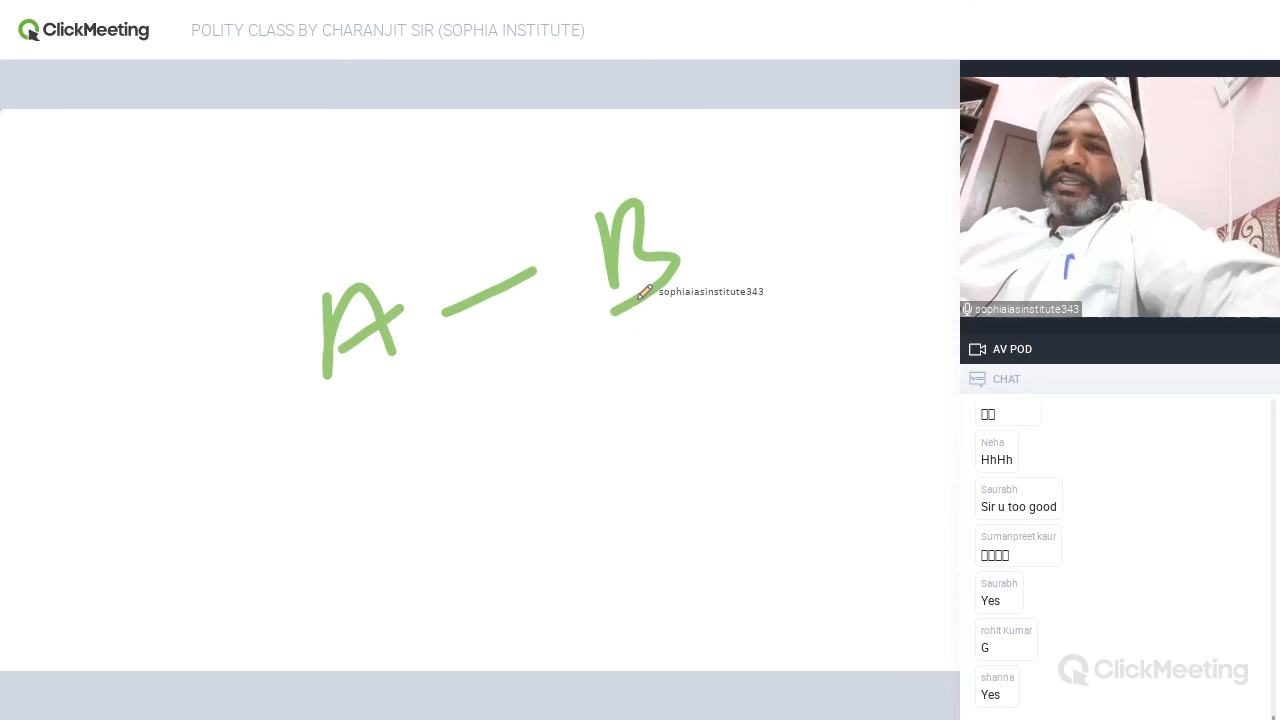 ClickMeeting
POLITY CLASS BY CHARANJIT SIR (SOPHIA INSTITUTE)
A - B
sophiaiasinstitute343
sophiaiasinstitute343
AV POD
CHAT
Neha
HhHh
Saurabh
Sir u too good
Sumanpreet kaur
Saurabh
Yes
rohit Kumar
G
shanna
Yes
ClickMeeting